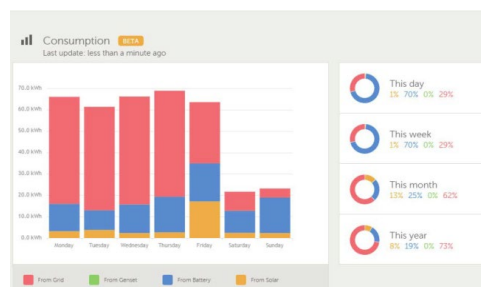 Consumption BETA
Last update: less than a minute ago
70.0 kWh
60.0 kWh
50.0 kWh
40.0 kWh
30.0 kWh
20.0 kWh
10.0 kWh
0.0 kWh
Monday Tuesday Wednesday Thursday Friday Saturday Sunday
From Grid From Genset From Battery From Solar
This day
1% 70% 0% 29%
This week
1% 70% 0% 29%
This month
13% 25% 0% 62%
This year
8% 19% 0% 73%